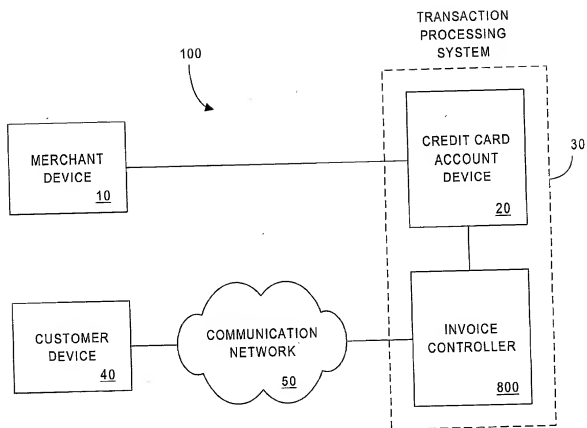 TRANSACTION
PROCESSING
SYSTEM
100
MERCHANT
DEVICE
10
CREDIT CARD
ACCOUNT
DEVICE
20
30
CUSTOMER
DEVICE
40
COMMUNICATION
NETWORK
50
INVOICE
CONTROLLER
800